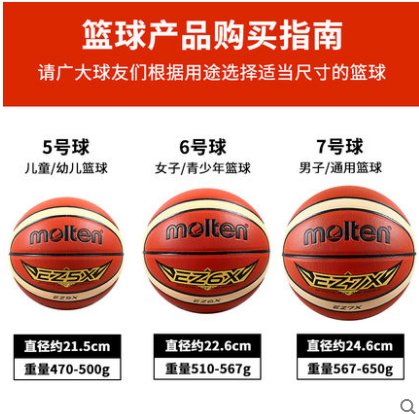 篮球产品购买指南
请广大球友们根据用途选择适当尺寸的篮球
5号球
儿童/幼儿篮球
6号球
女子/青少年篮球
7号球
男子/通用篮球
molten
EZ5X
molten
EZ6X
EZ6X
molten
EZ7X
EZ7X
直径约21.5cm
重量470-500g
直径约22.6cm
重量510-567g
直径约24.6cm
重量567-650g